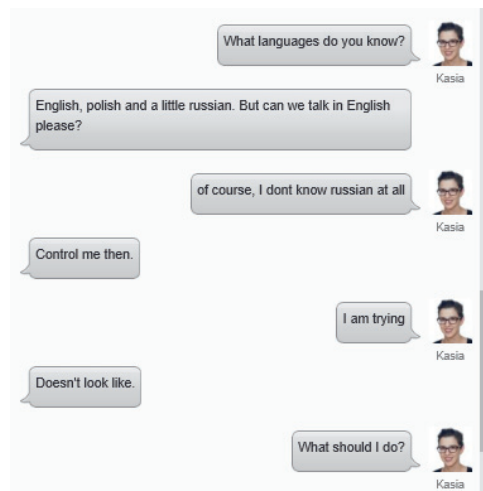 What languages do you know?
Kasia
English, polish and a little russian. But can we talk in English
please?
of course, I dont know russian at all
Kasia
Control me then.
I am trying
Kasia
Doesn't look like.
What should I do?
Kasia